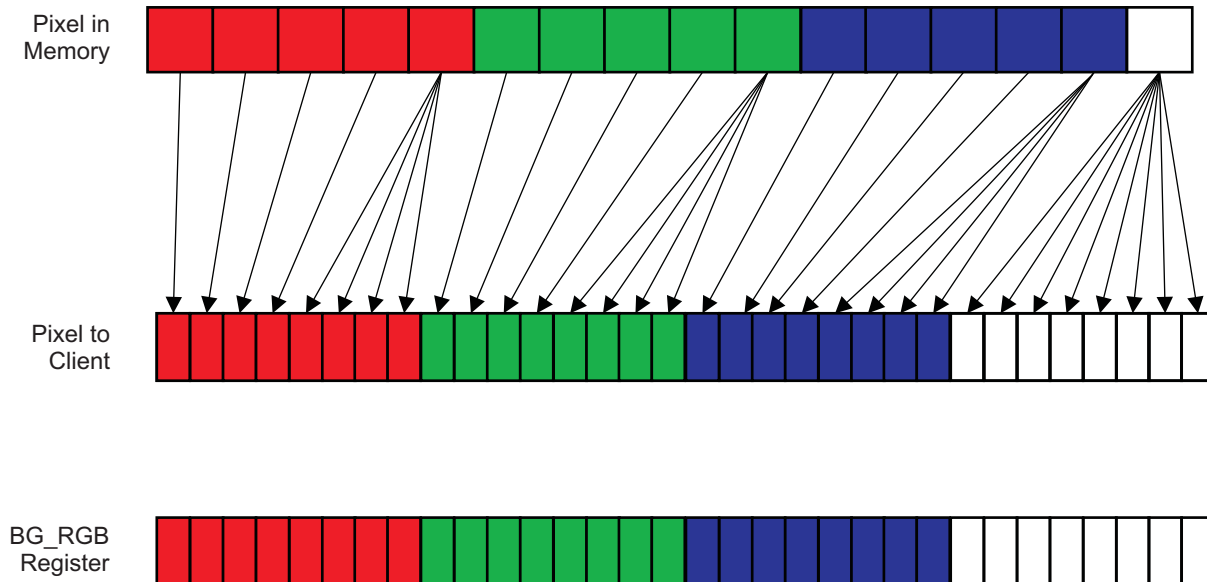 Pixel in
Memory
Pixel to
Client
BG_RGB
Register